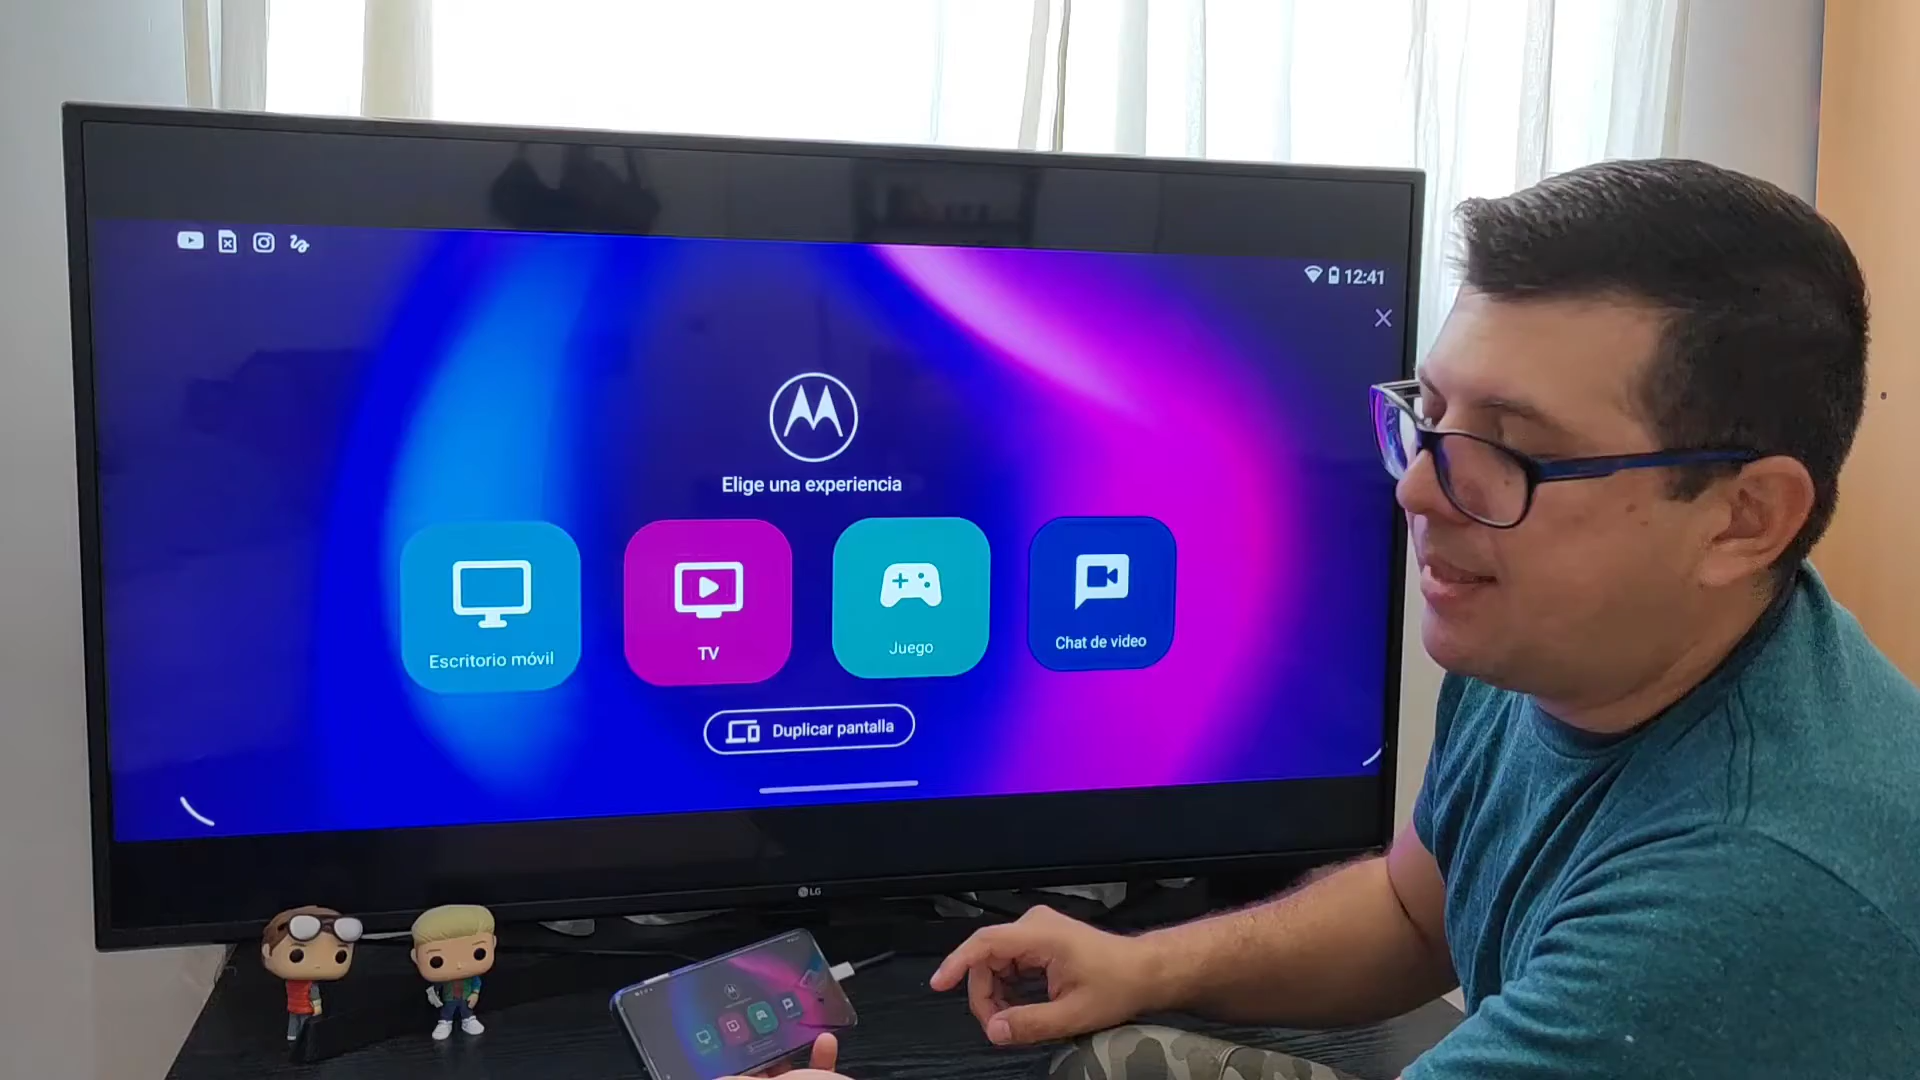 12:41
Elige una experiencia
Escritorio móvil
TV
Juego
Chat de video
Duplicar pantalla
LG